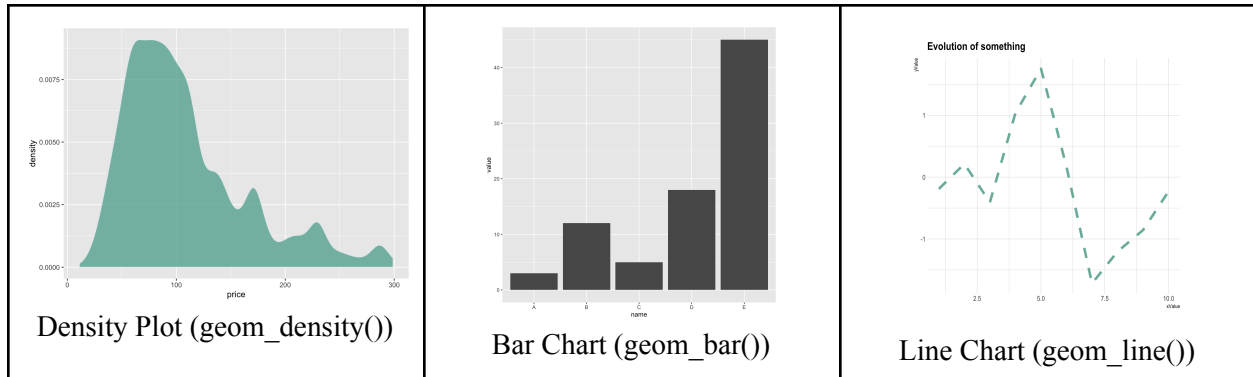 0.0075
0.0050
0.0025
0.0000
density
0
100
200
300
price
Density Plot (geom_density())
40
30
20
10
0
value
A
B
C
D
E
name
Bar Chart (geom_bar())
Evolution of something
yValue
1
0
-1
2.5
5.0
7.5
10.0
xValue
Line Chart (geom_line())